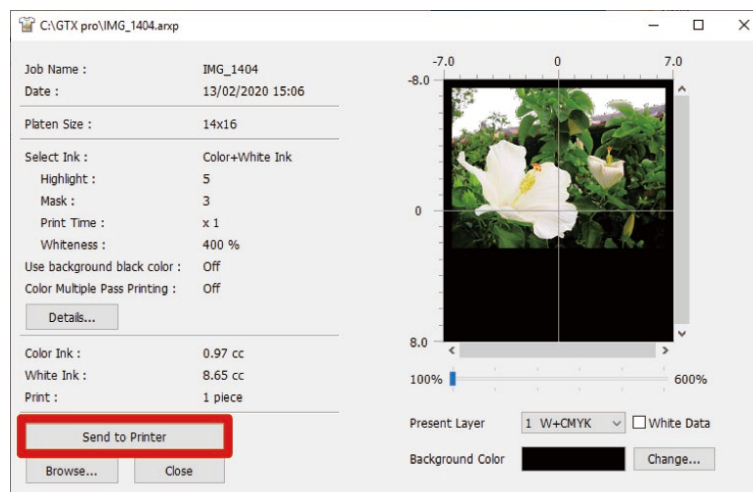 C:\GTX pro\IMG_1404.arxp
Job Name : IMG_1404
Date : 13/02/2020 15:06
Platen Size : 14x16
Select Ink : Color+White Ink
Highlight : 5
Mask : 3
Print Time : x 1
Whiteness : 400 %
Use background black color : Off
Color Multiple Pass Printing : Off
Details...
Color Ink : 0.97 cc
White Ink : 8.65 cc
Print : 1 piece
Send to Printer
Browse... Close
-7.0 0 7.0
-8.0
0
8.0
100% 600%
Present Layer 1 W+CMYK White Data
Background Color Change...